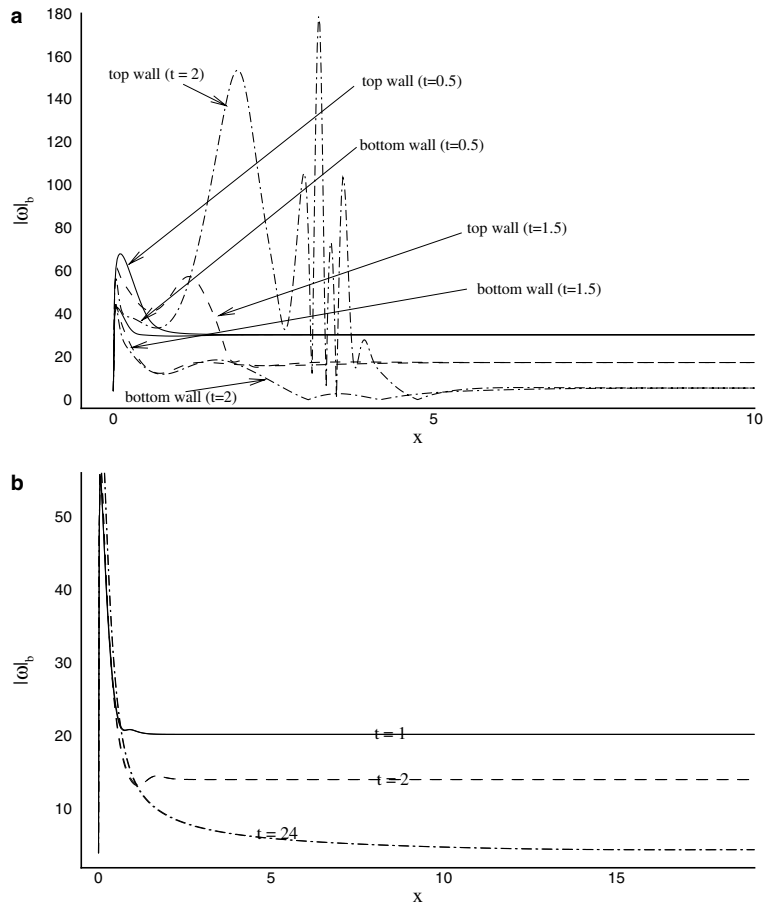 a
180
160
140
120
100
80
60
40
20
0
|ω|b
top wall (t = 2)
top wall (t=0.5)
bottom wall (t=0.5)
top wall (t=1.5)
bottom wall (t=1.5)
bottom wall (t=2)
0
5
10
x
b
50
40
30
20
10
|ω|b
t = 1
t = 2
t = 24
0
5
10
15
x